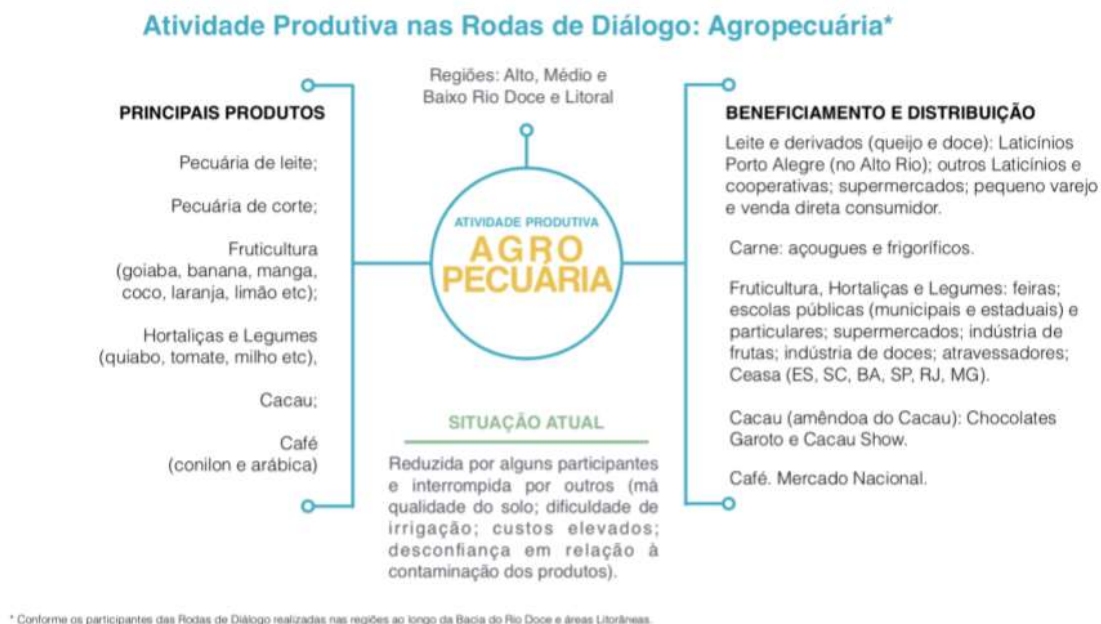 Atividade Produtiva nas Rodas de Diálogo: Agropecuária*
Regiões: Alto, Médio e
Baixo Rio Doce e Litoral
PRINCIPAIS PRODUTOS
Pecuária de leite;
Pecuária de corte;
Fruticultura
(goiaba, banana, manga,
coco, laranja, limão etc);
Hortaliças e Legumes
(quiabo, tomate, milho etc),
Cacau;
Café
(conilon e arábica)
ATIVIDADE PRODUTIVA
AGRO
PECUÁRIA
SITUAÇÃO ATUAL
Reduzida por alguns participantes
e interrompida por outros (má
qualidade do solo; dificuldade de
irrigação; custos elevados;
desconfiança em relação à
contaminação dos produtos).
BENEFICIAMENTO E DISTRIBUIÇÃO
Leite e derivados (queijo e doce): Laticínios
Porto Alegre (no Alto Rio); outros Laticínios e
cooperativas; supermercados; pequeno varejo
e venda direta consumidor.
Carne: açougues e frigoríficos.
Fruticultura, Hortaliças e Legumes: feiras;
escolas públicas (municipais e estaduais) e
particulares; supermercados; indústria de
frutas; indústria de doces; atravessadores;
Ceasa (ES, SC, BA, SP, RJ, MG).
Cacau (amêndoa do Cacau): Chocolates
Garoto e Cacau Show.
Café. Mercado Nacional.
* Conforme os participantes das Rodas de Diálogo realizadas nas regiões ao longo da Bacia do Rio Doce e áreas Litorâneas.